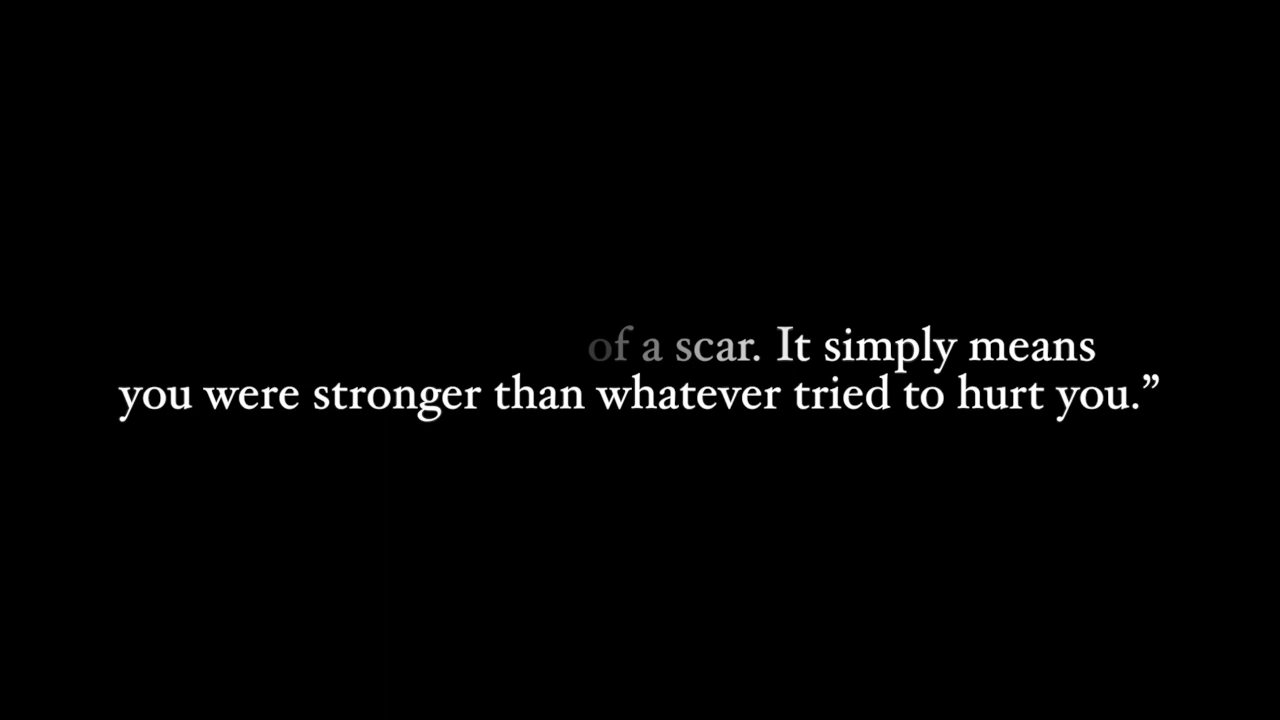 of a scar. It simply means
you were stronger than whatever tried to hurt you.”